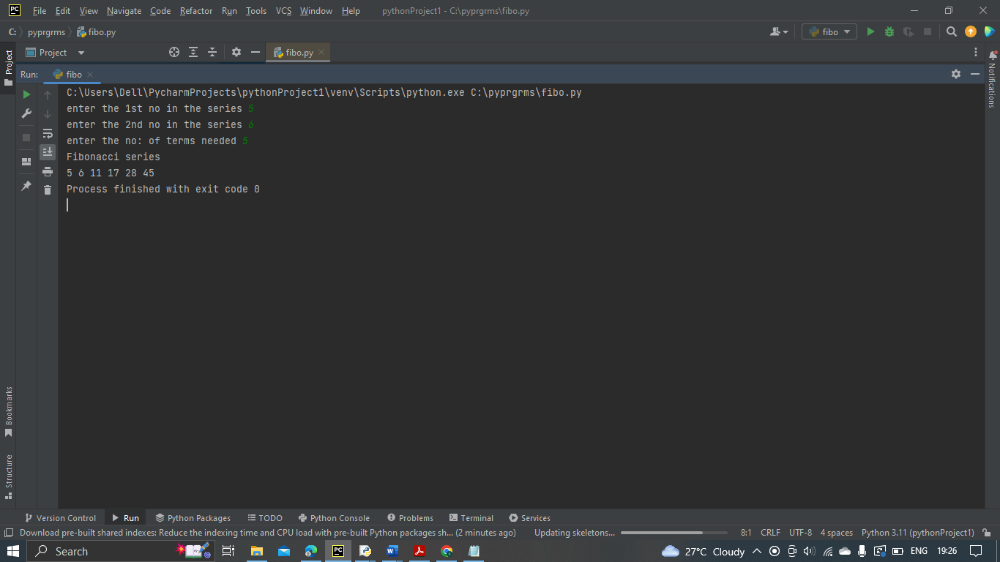 PC File Edit View Navigate Code Refactor Run Tools VCS Window Help pythonProject1 - C:\pyprgrms\fibo.py
C: pyprgrms fibo.py fibo
Project fibo.py
Run: fibo
C:\Users\Dell\PycharmProjects\pythonProject1\venv\Scripts\python.exe C:\pyprgrms\fibo.py
enter the 1st no in the series 5
enter the 2nd no in the series 6
enter the no: of terms needed 5
Fibonacci series
5 6 11 17 28 45
Process finished with exit code 0
Project
Bookmarks
Structure
Notifications
Version Control Run Python Packages TODO Python Console Problems Terminal Services
Download pre-built shared indexes: Reduce the indexing time and CPU load with pre-built Python packages sh... (2 minutes ago) Updating skeletons... 8:1 CRLF UTF-8 4 spaces Python 3.11 (pythonProject1)
Search PC 27°C Cloudy ENG 19:26